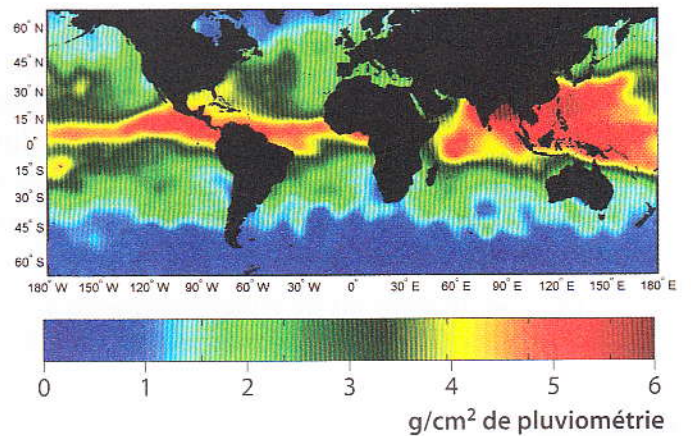 60° N
45° N
30° N
15° N
0°
15° S
30° S
45° S
60° S
180° W 150° W 120° W 90° W 60° W 30° W 0° 30° E 60° E 90° E 120° E 150° E 180° E
0 1 2 3 4 5 6
g/cm² de pluviométrie